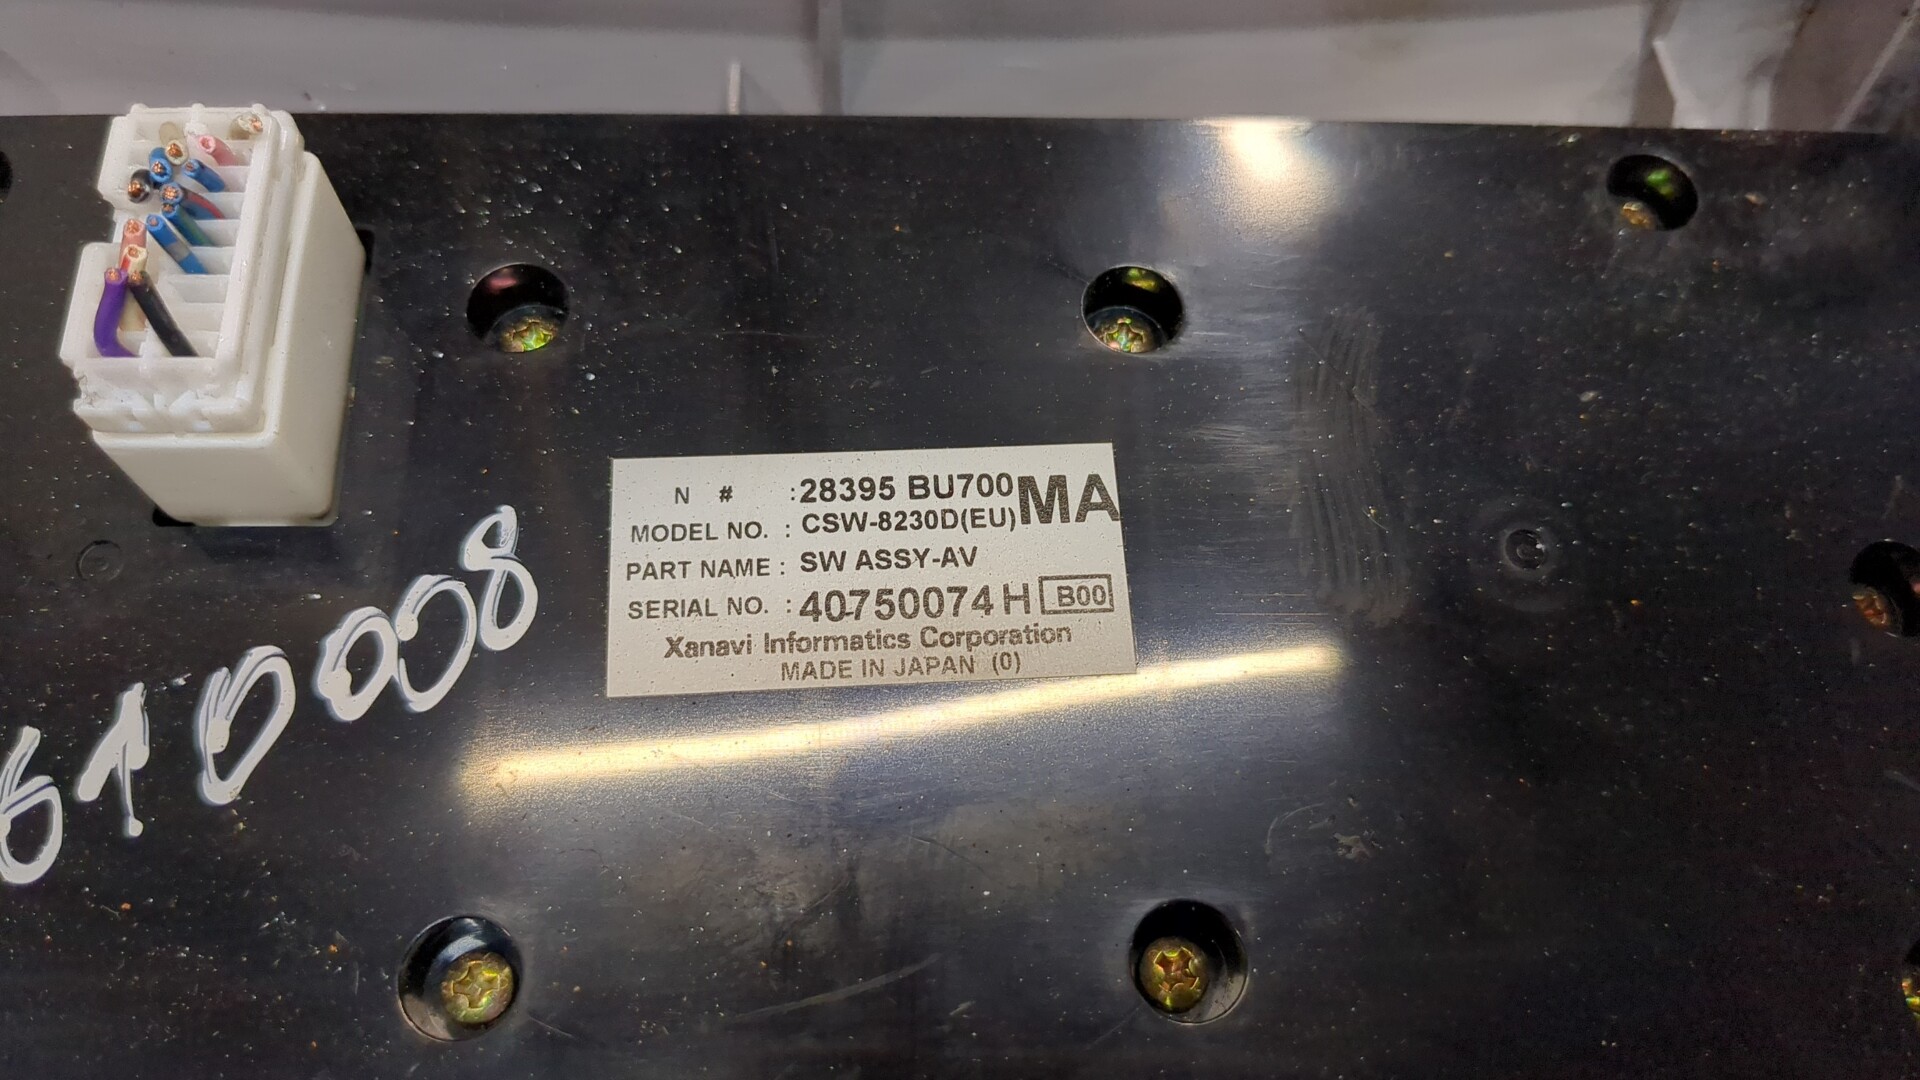 N # : 28395 BU700 MA
MODEL NO. : CSW-8230D(EU)
PART NAME : SW ASSY-AV
SERIAL NO. : 40750074 H B00
Xanavi Informatics Corporation
MADE IN JAPAN (0)
610008